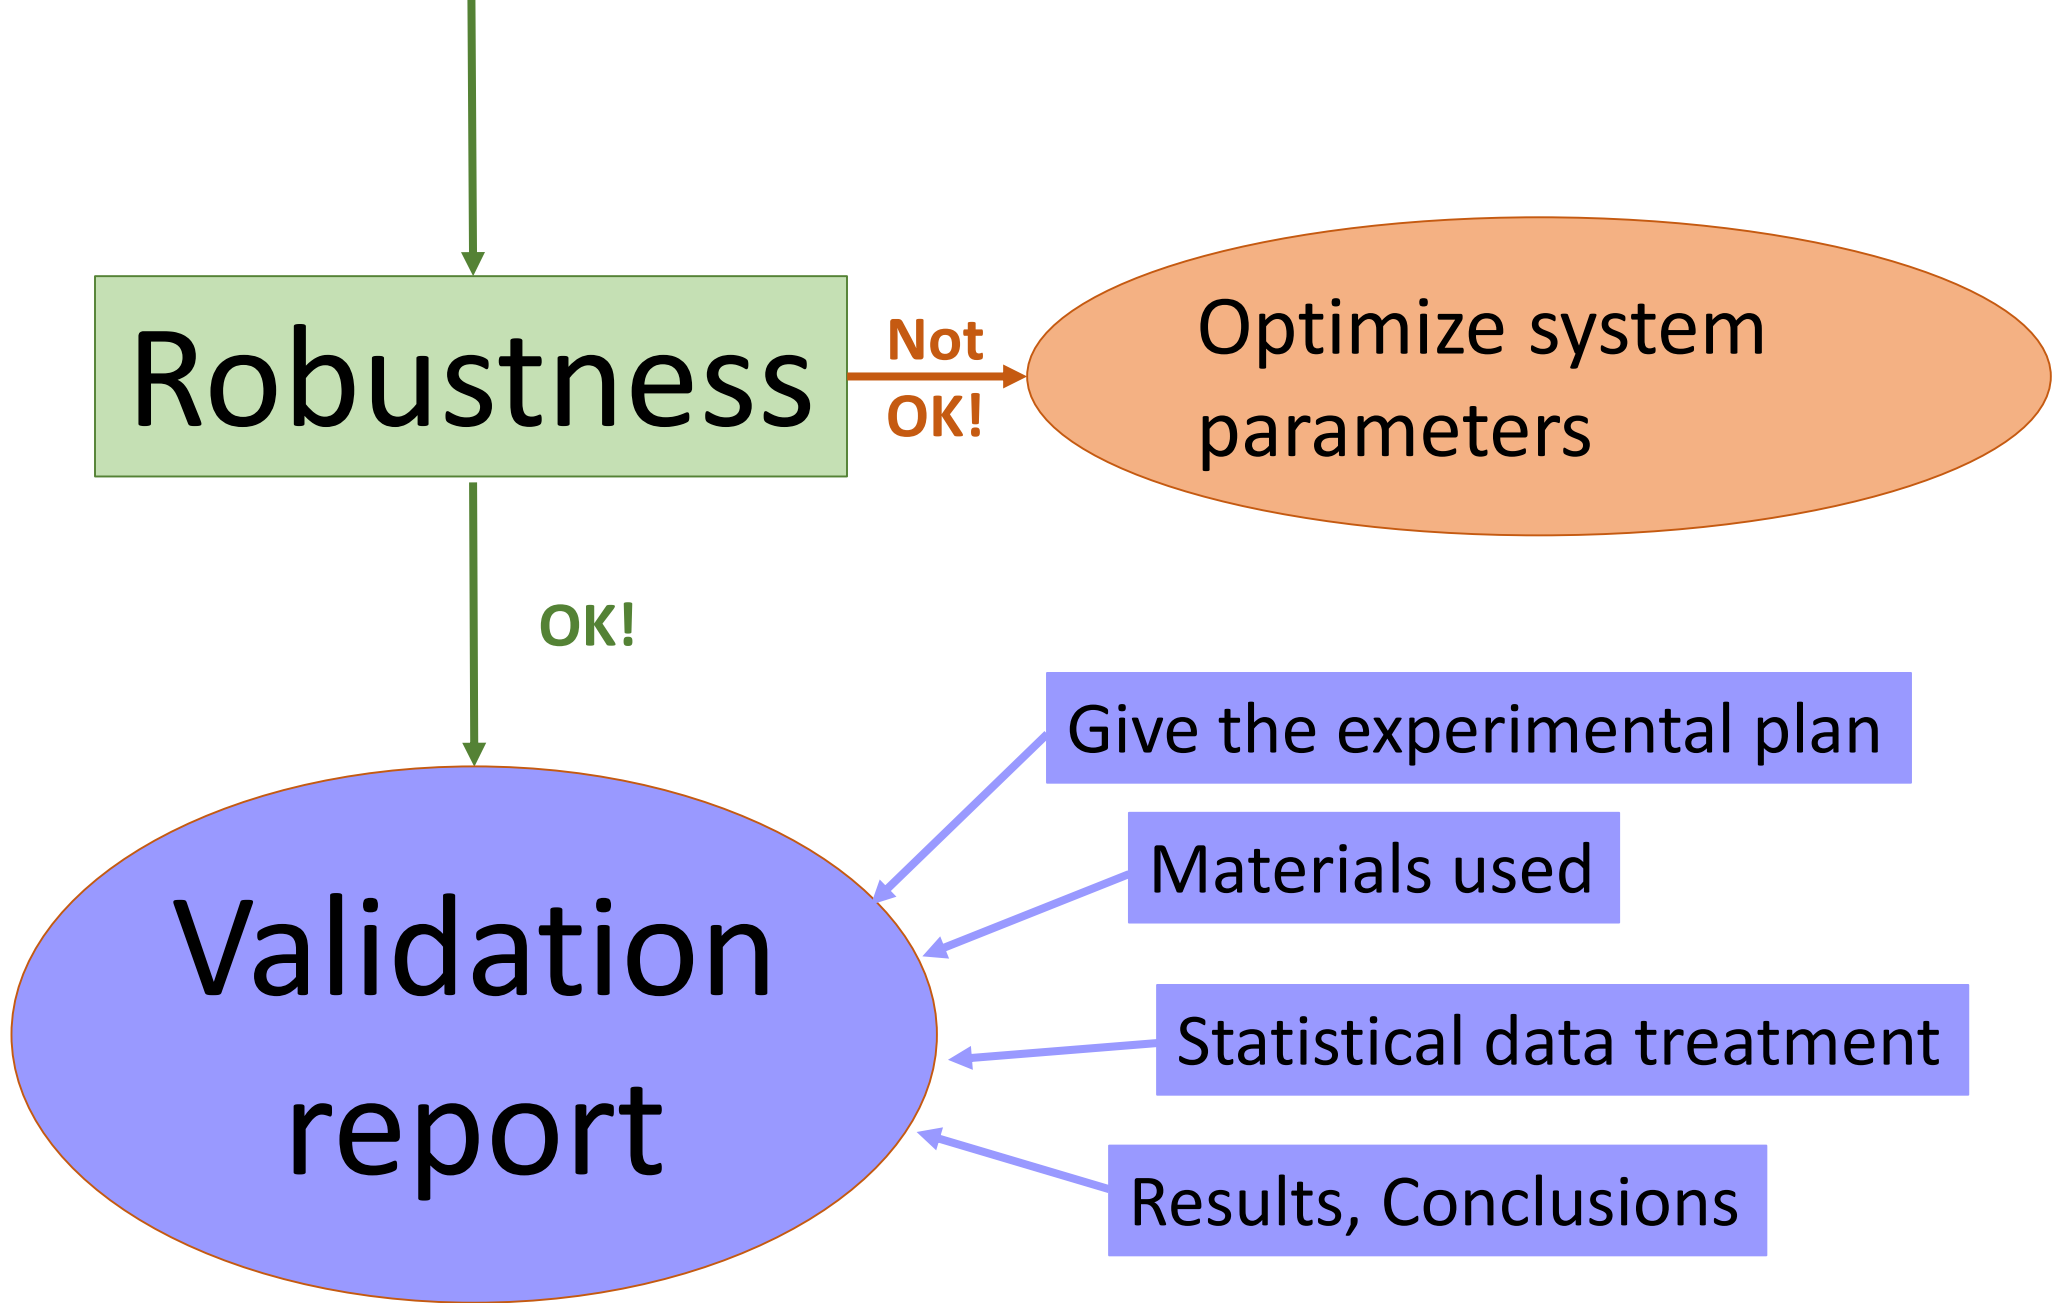 Robustness
Not
OK!
Optimize system
parameters
OK!
Give the experimental plan
Materials used
Validation
report
Statistical data treatment
Results, Conclusions